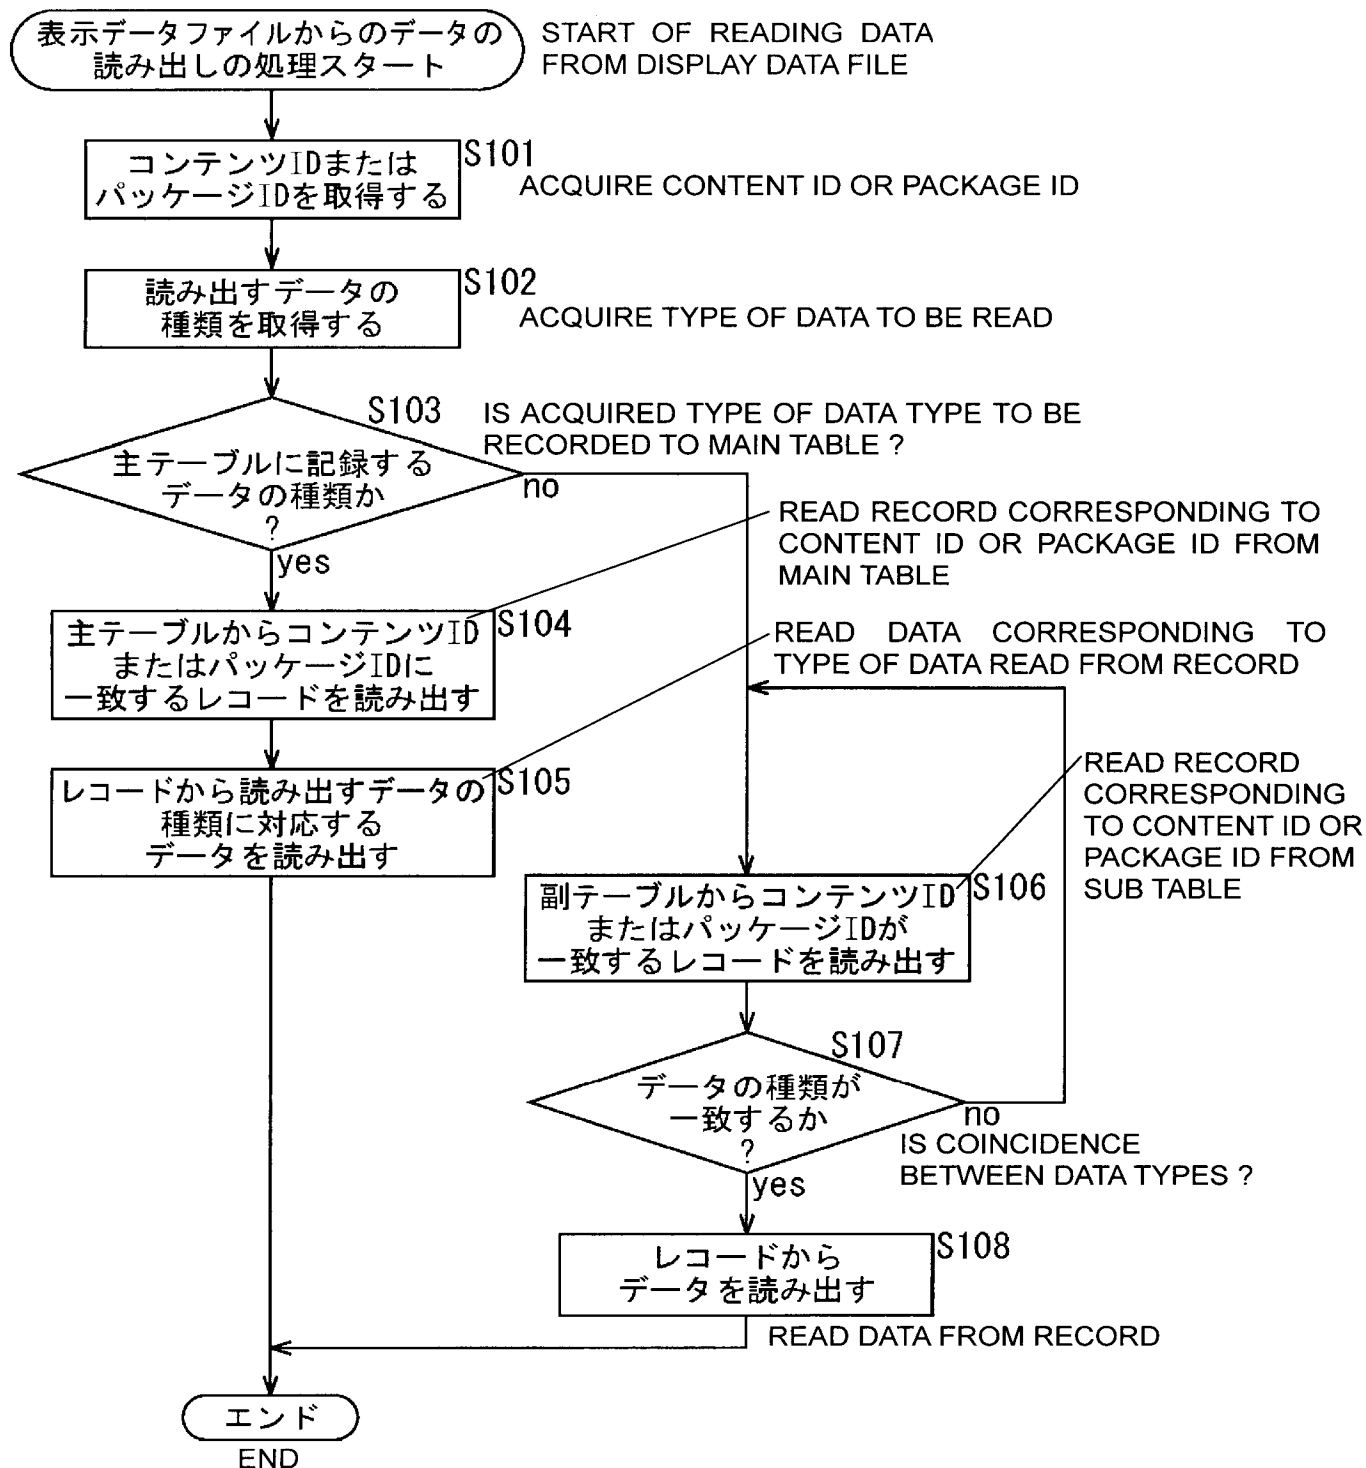 表示データファイルからのデータの
読み出しの処理スタート
START OF READING DATA
FROM DISPLAY DATA FILE
コンテンツIDまたは
パッケージIDを取得する
S101
ACQUIRE CONTENT ID OR PACKAGE ID
読み出すデータの
種類を取得する
S102
ACQUIRE TYPE OF DATA TO BE READ
S103
IS ACQUIRED TYPE OF DATA TYPE TO BE
RECORDED TO MAIN TABLE ?
主テーブルに記録する
データの種類か
?
no
yes
READ RECORD CORRESPONDING TO
CONTENT ID OR PACKAGE ID FROM
MAIN TABLE
主テーブルからコンテンツID
またはパッケージIDに
一致するレコードを読み出す
S104
READ DATA CORRESPONDING TO
TYPE OF DATA READ FROM RECORD
レコードから読み出すデータの
種類に対応する
データを読み出す
S105
READ RECORD
CORRESPONDING
TO CONTENT ID OR
PACKAGE ID FROM
SUB TABLE
副テーブルからコンテンツID
またはパッケージIDが
一致するレコードを読み出す
S106
S107
データの種類が
一致するか
?
no
IS COINCIDENCE
BETWEEN DATA TYPES ?
yes
レコードから
データを読み出す
S108
READ DATA FROM RECORD
エンド
END